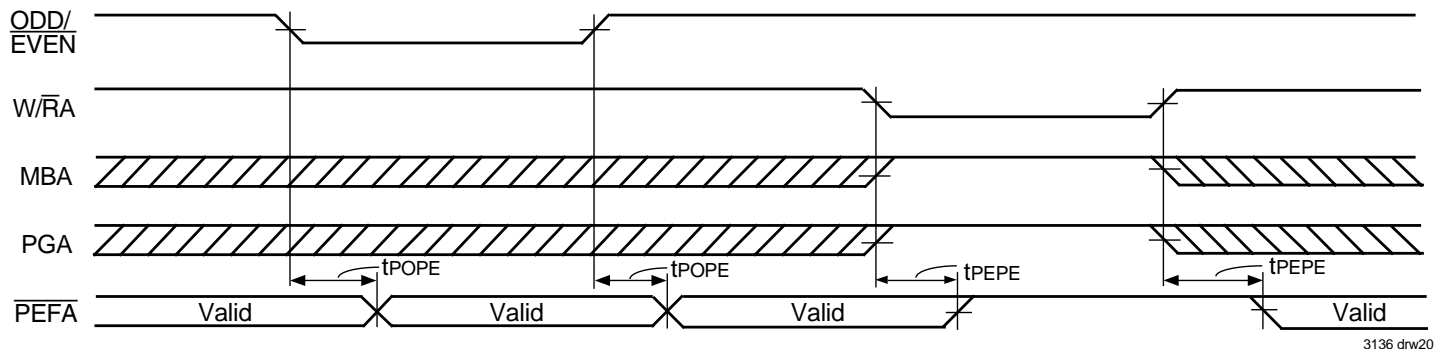 ODD/
EVEN
W/RA
MBA
PGA
tPOPE
tPOPE
tPEPE
tPEPE
PEFA
Valid
Valid
Valid
Valid
3136 drw20